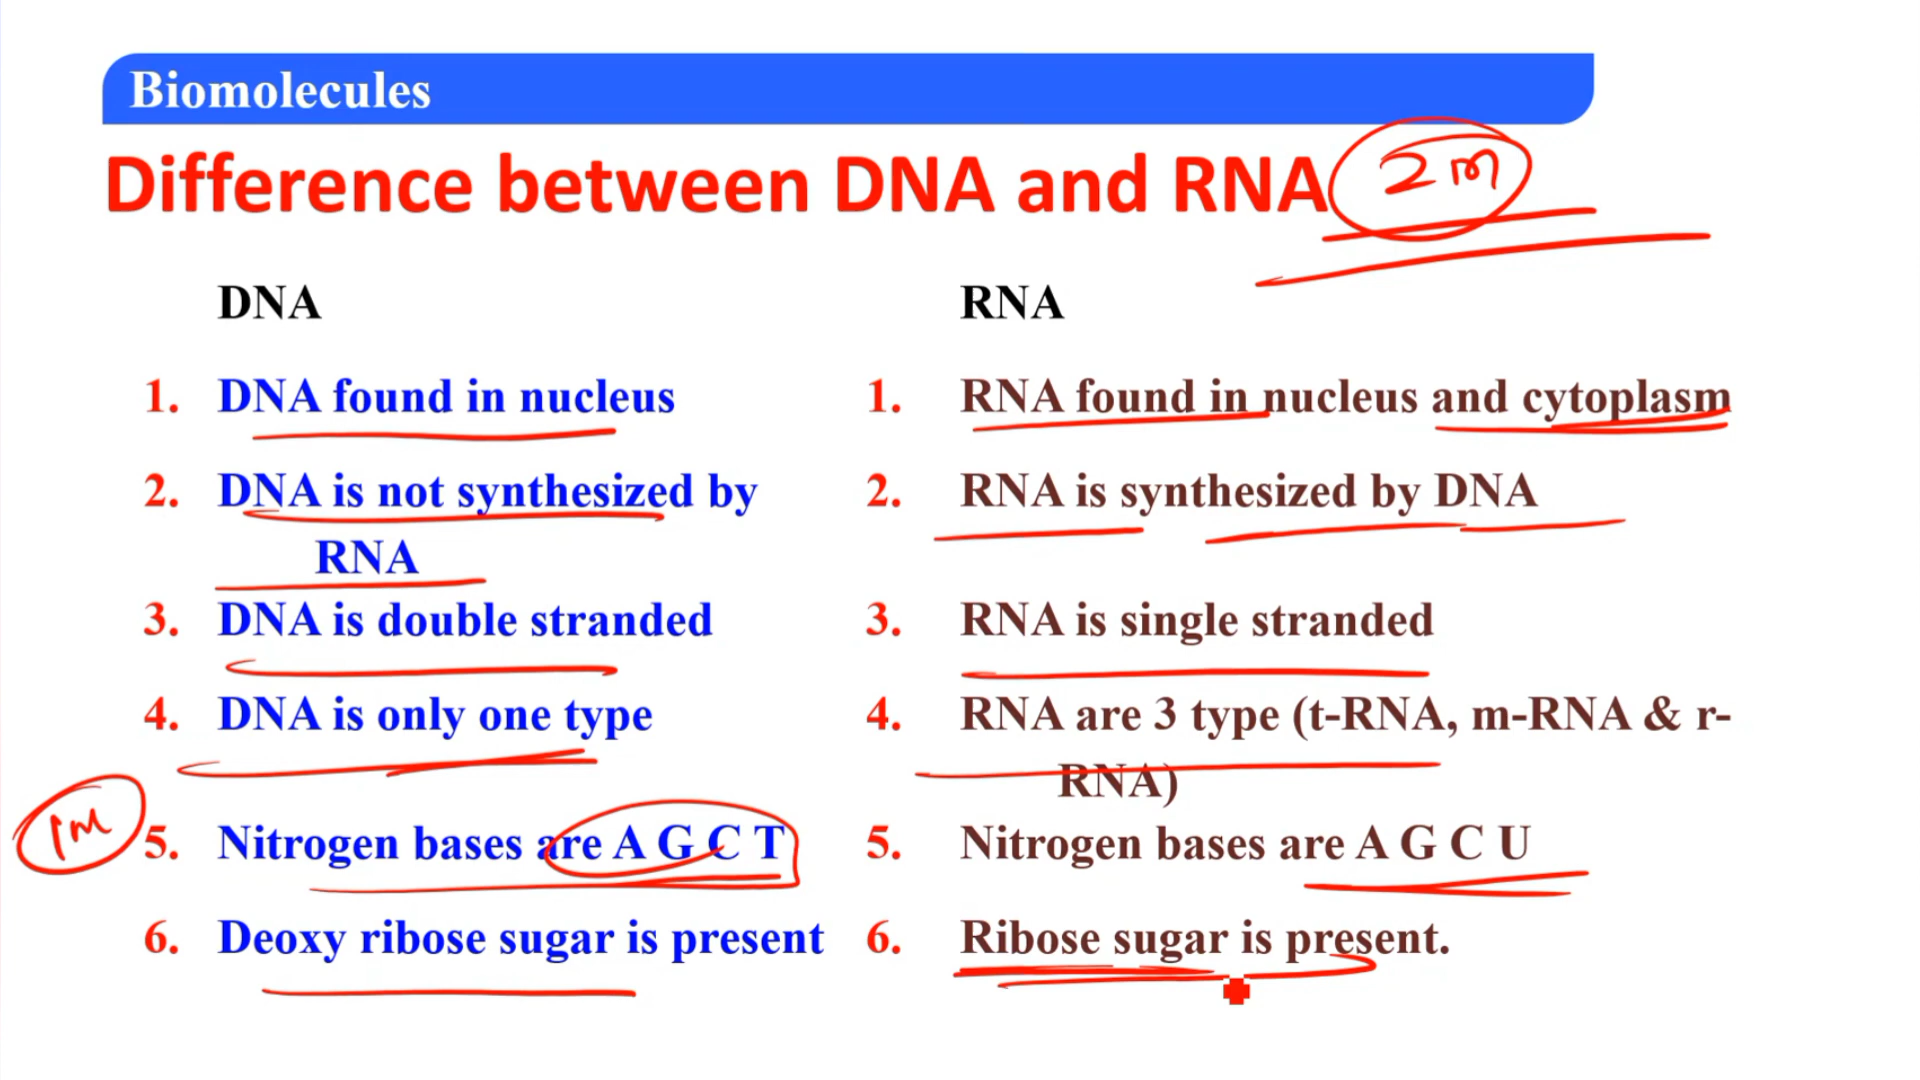 Biomolecules
Difference between DNA and RNA 2m
DNA
1. DNA found in nucleus
2. DNA is not synthesized by
RNA
3. DNA is double stranded
4. DNA is only one type
1m 5. Nitrogen bases are A G C T
6. Deoxy ribose sugar is present
RNA
1. RNA found in nucleus and cytoplasm
2. RNA is synthesized by DNA
3. RNA is single stranded
4. RNA are 3 type (t-RNA, m-RNA & r-
RNA)
5. Nitrogen bases are A G C U
6. Ribose sugar is present.